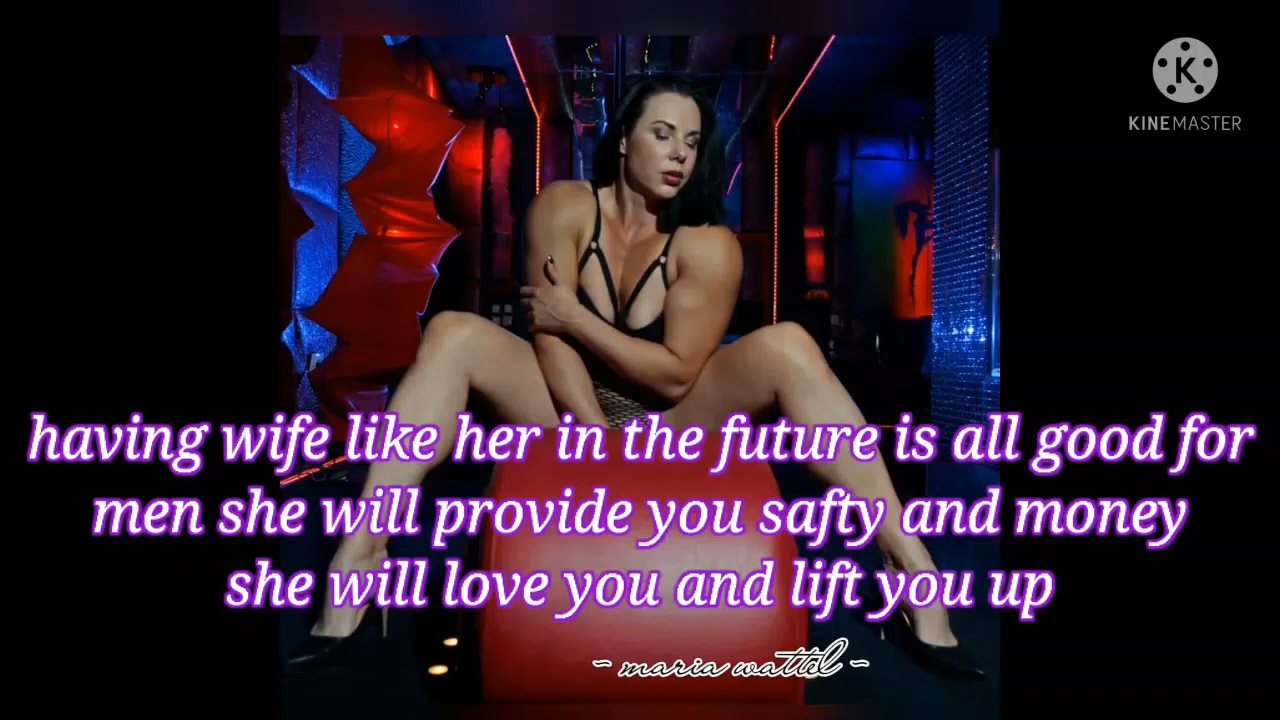 KINEMASTER
having wife like her in the future is all good for
men she will provide you safty and money
she will love you and lift you up
~ maria wattel ~